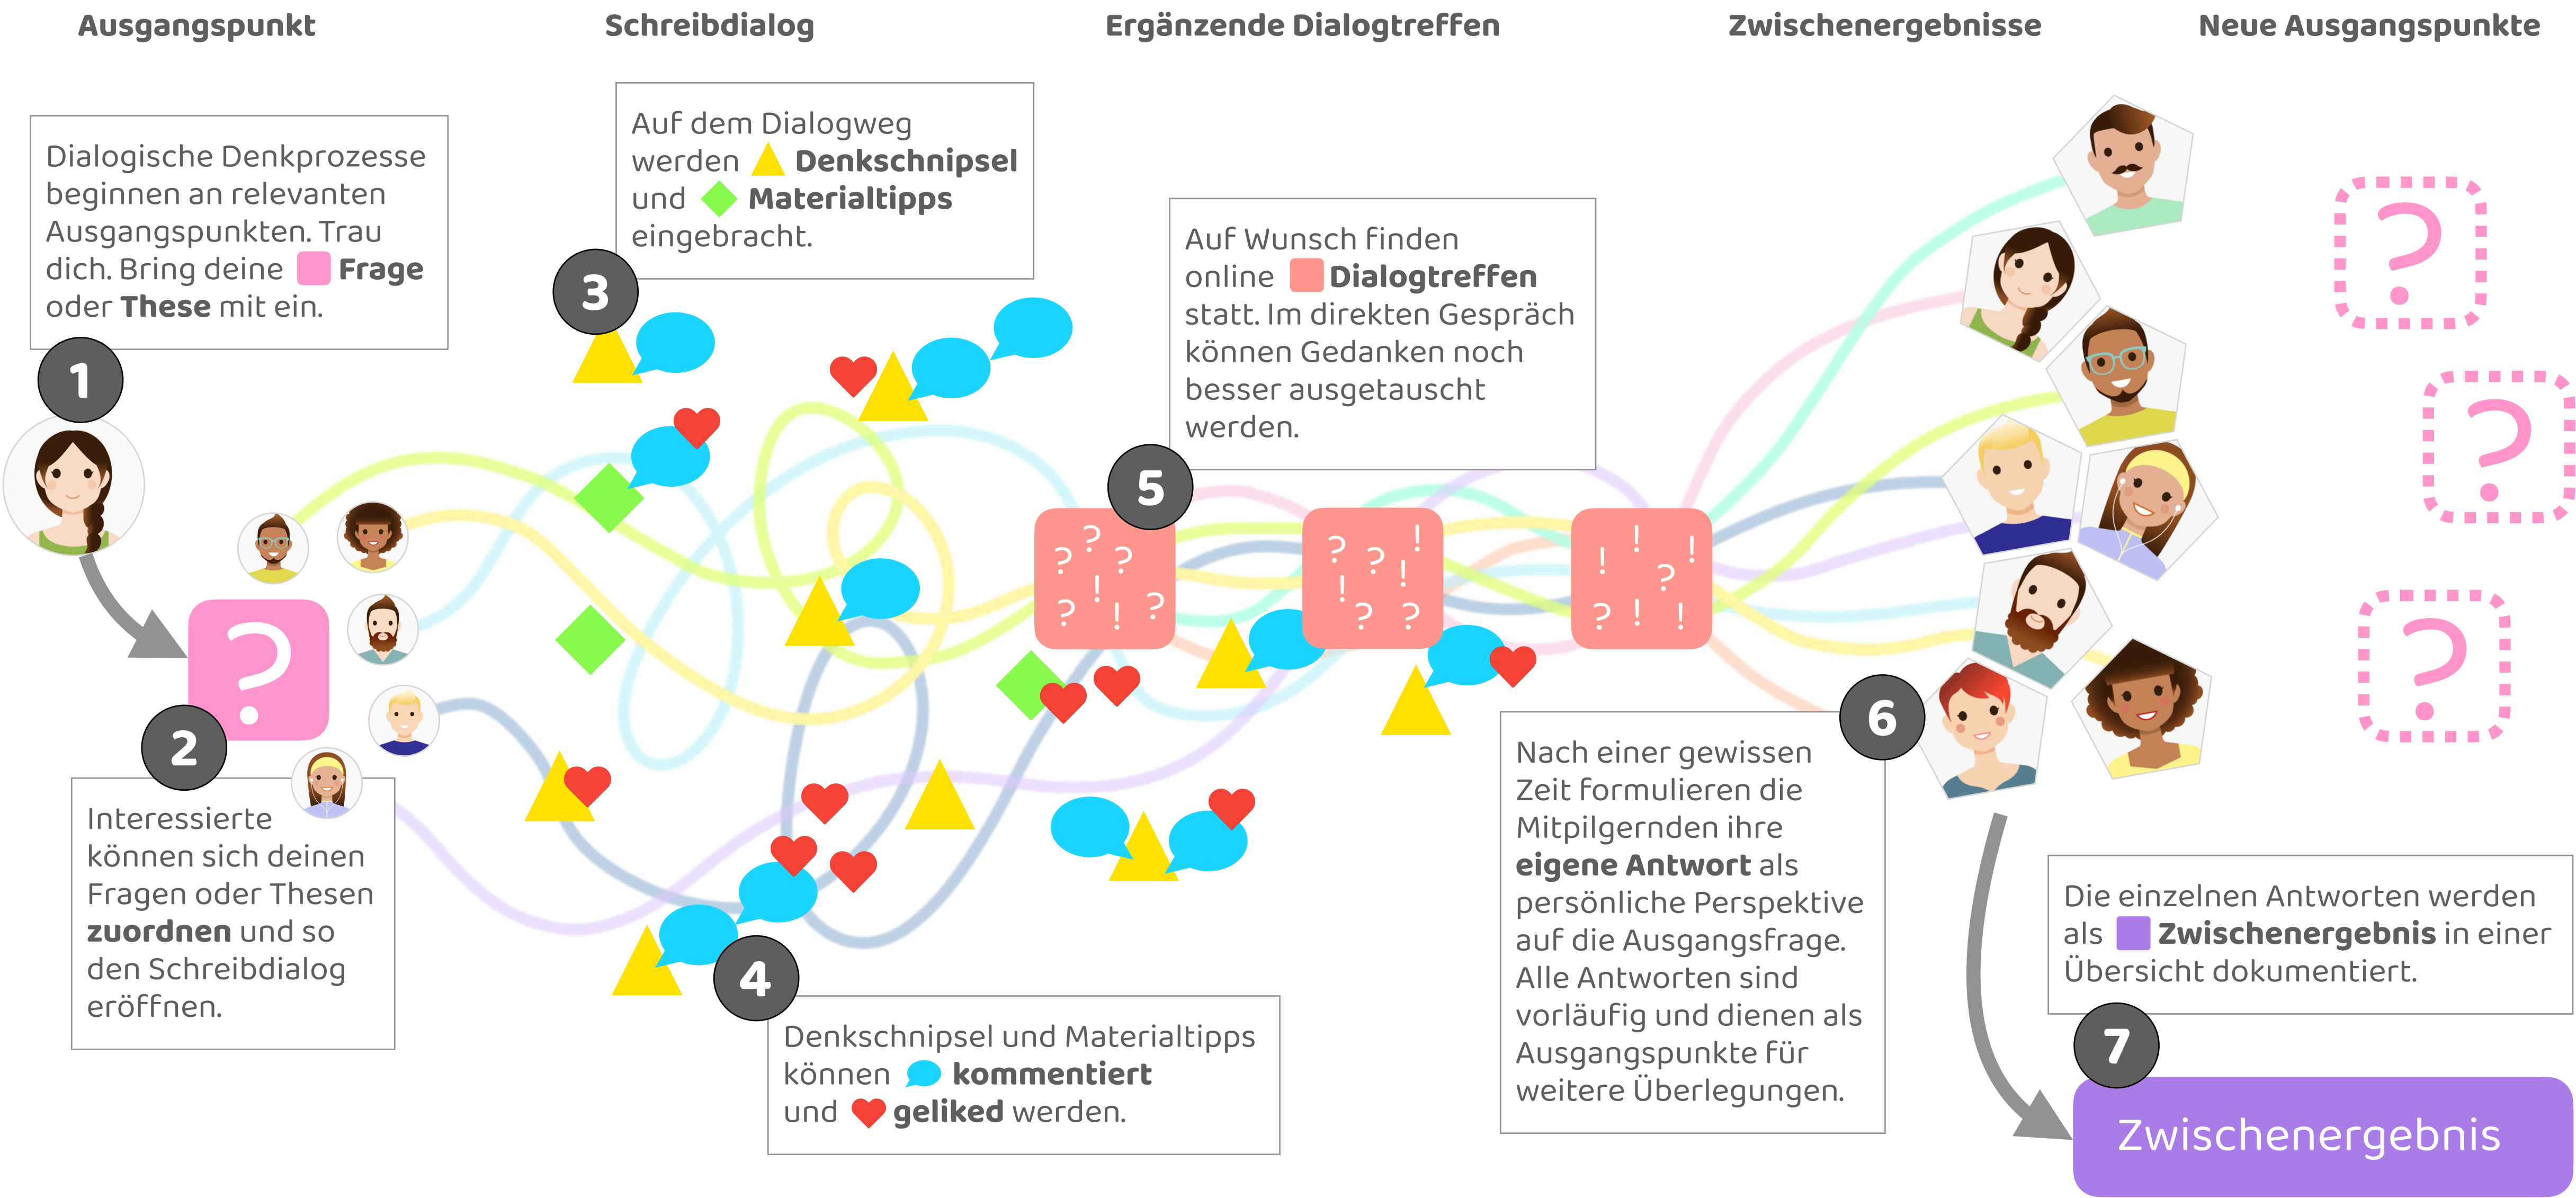 Ausgangspunkt
Schreibdialog
Ergänzende Dialogtreffen
Zwischenergebnisse
Neue Ausgangspunkte
Dialogische Denkprozesse
beginnen an relevanten
Ausgangspunkten. Trau
dich. Bring deine Frage
oder These mit ein.
1
2
Interessierte
können sich deinen
Fragen oder Thesen
zuordnen und so
den Schreibdialog
eröffnen.
?
Auf dem Dialogweg
werden Denkschnipsel
und Materialtipps
eingebracht.
3
4
Denkschnipsel und Materialtipps
können kommentiert
und geliked werden.
Auf Wunsch finden
online Dialogtreffen
statt. Im direkten Gespräch
können Gedanken noch
besser ausgetauscht
werden.
5
?
? ?
!
? ! ?
!
? ? !
!
? ?
! !
! ?
? ! !
6
Nach einer gewissen
Zeit formulieren die
Mitpilgernden ihre
eigene Antwort als
persönliche Perspektive
auf die Ausgangsfrage.
Alle Antworten sind
vorläufig und dienen als
Ausgangspunkte für
weitere Überlegungen.
?
?
?
Die einzelnen Antworten werden
als Zwischenergebnis in einer
Übersicht dokumentiert.
7
Zwischenergebnis